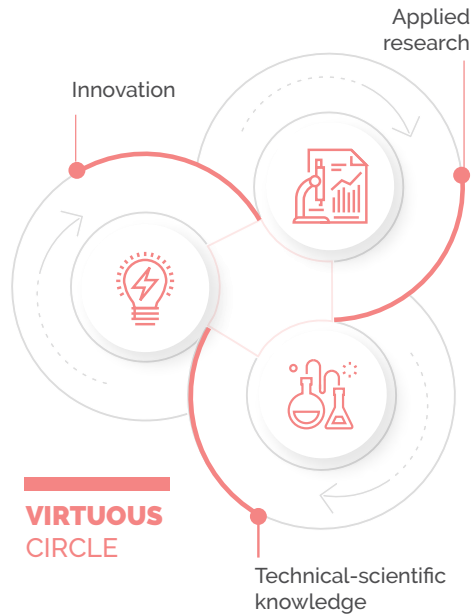 Applied
research
Innovation
VIRTUOUS
CIRCLE
Technical-scientific
knowledge